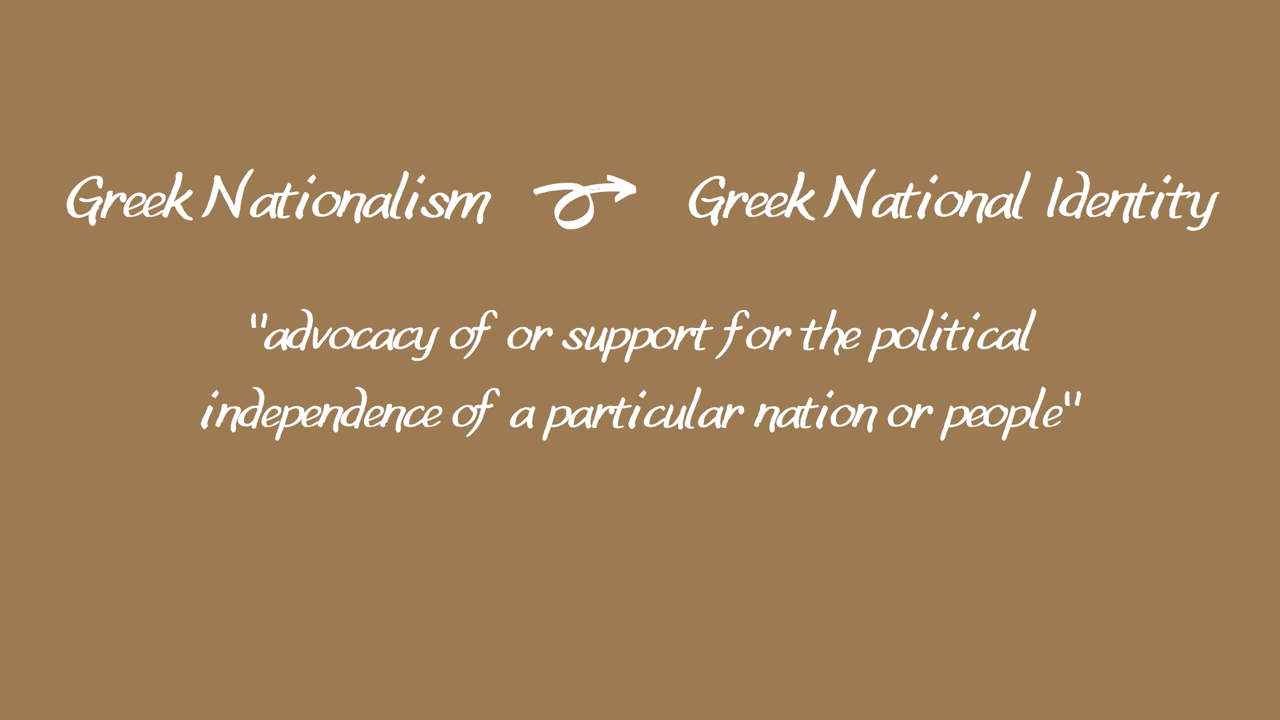 Greek Nationalism Greek National Identity
"advocacy of or support for the political
independence of a particular nation or people"